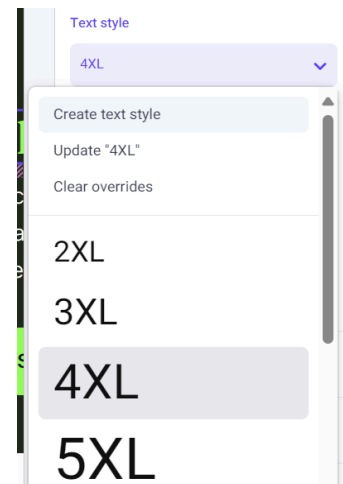 Text style
4XL
Create text style
Update "4XL"
Clear overrides
2XL
3XL
4XL
5XL